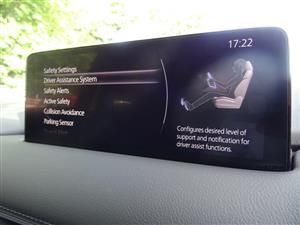 17:22
Safety Settings
Driver Assistance System
Safety Alerts
Active Safety
Collision Avoidance
Parking Sensor
Configures desired level of
support and notification for
driver assist functions.